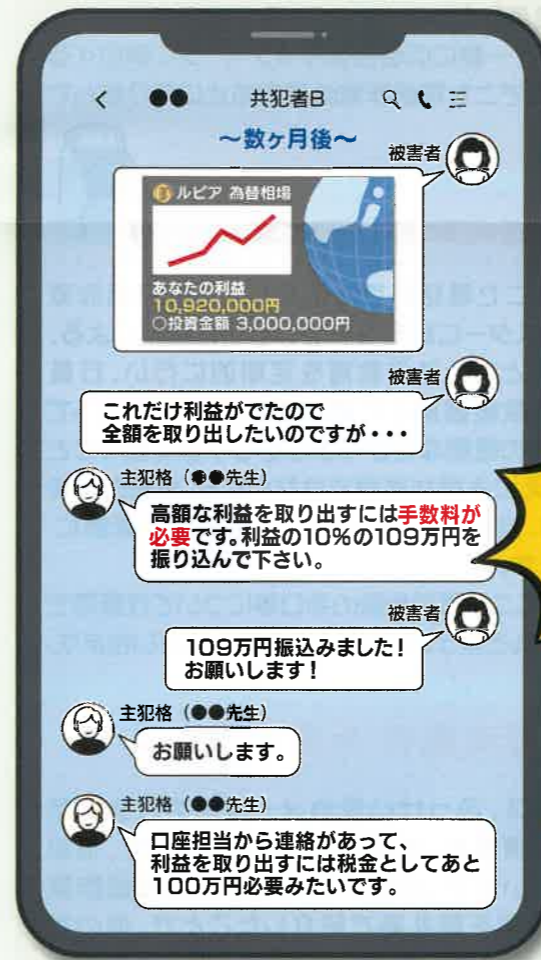 < ●● 共犯者B
～数ヶ月後～
被害者
ルピア 為替相場
あなたの利益
10,920,000円
○投資金額 3,000,000円
被害者
これだけ利益がでたので
全額を取り出したいのですが・・・
主犯格（●●先生）
高額な利益を取り出すには手数料が
必要です。利益の10%の109万円を
振り込んで下さい。
被害者
109万円振込みました！
お願いします！
主犯格（●●先生）
お願いします。
主犯格（●●先生）
口座担当から連絡があって、
利益を取り出すには税金としてあと
100万円必要みたいです。